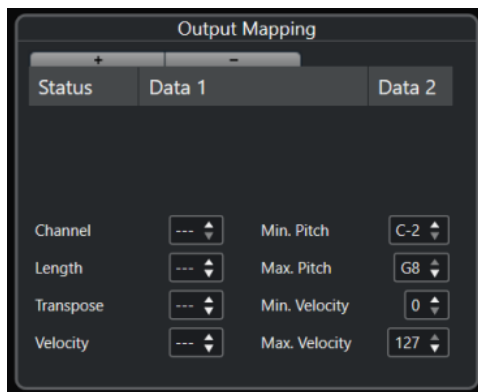 Output Mapping
+ -
Status Data 1 Data 2
Channel --- Min. Pitch C-2
Length --- Max. Pitch G8
Transpose --- Min. Velocity 0
Velocity --- Max. Velocity 127